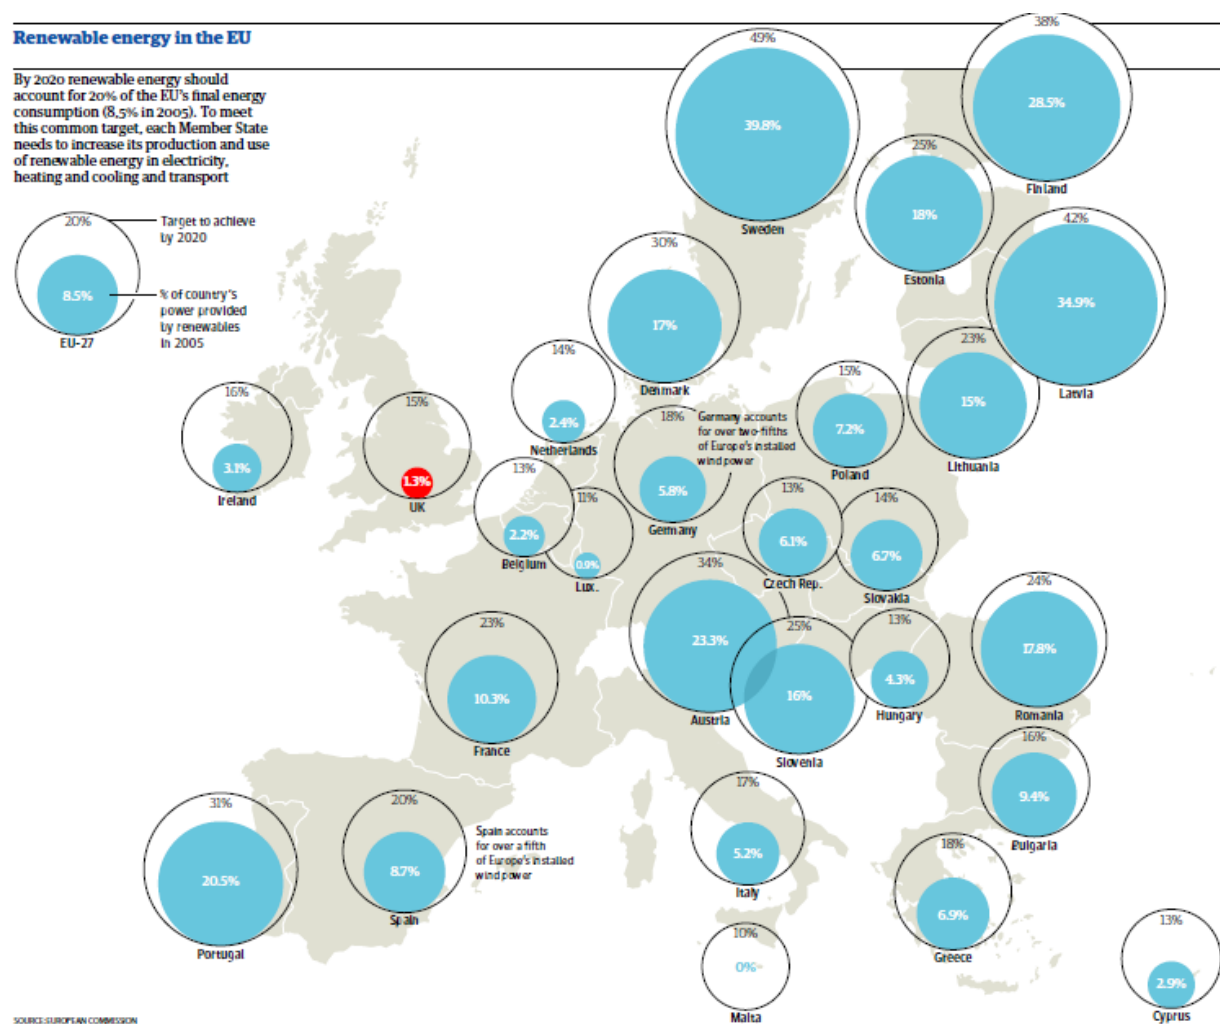 Renewable energy in the EU
By 2020 renewable energy should
account for 20% of the EU's final energy
consumption (8,5% in 2005). To meet
this common target, each Member State
needs to increase its production and use
of renewable energy in electricity,
heating and cooling and transport
20%
Target to achieve
by 2020
8.5%
% of country's
power provided
by renewables
in 2005
EU-27
49%
39.8%
Sweden
38%
28.5%
Finland
25%
18%
Estonia
42%
34.9%
Latvia
30%
17%
Denmark
23%
15%
Lithuania
14%
2.4%
Netherlands
15%
7.2%
Poland
16%
3.1%
Ireland
15%
1.3%
UK
18%
5.8%
Germany
Germany accounts
for over two-fifths
of Europe's installed
wind power
13%
2.2%
Belgium
11%
0.9%
Lux.
13%
6.1%
Czech Rep.
14%
6.7%
Slovakia
34%
23.3%
Austria
25%
16%
Slovenia
13%
4.3%
Hungary
24%
17.8%
Romania
23%
10.3%
France
16%
9.4%
Bulgaria
31%
20.5%
Portugal
20%
8.7%
Spain
Spain accounts
for over a fifth
of Europe's installed
wind power
17%
5.2%
Italy
18%
6.9%
Greece
10%
0%
Malta
13%
2.9%
Cyprus
SOURCE: EUROPEAN COMMISSION